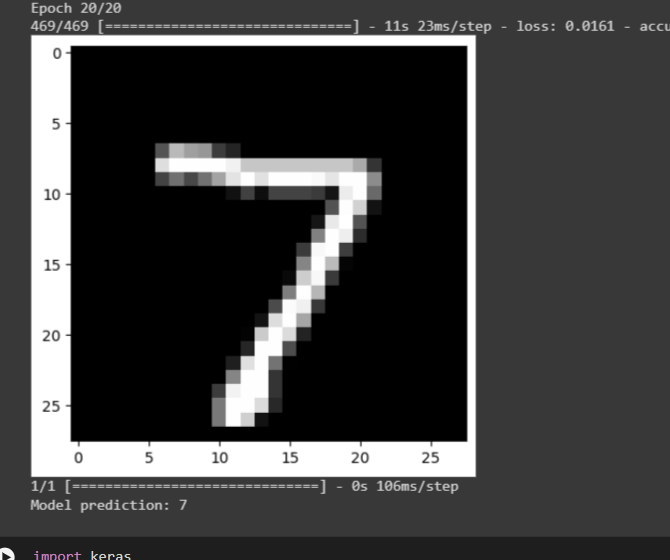 Epoch 20/20
469/469 [==============================] - 11s 23ms/step - loss: 0.0161 - accu
0
5
10
15
20
25
7
0 5 10 15 20 25
1/1 [==============================] - 0s 106ms/step
Model prediction: 7
import keras